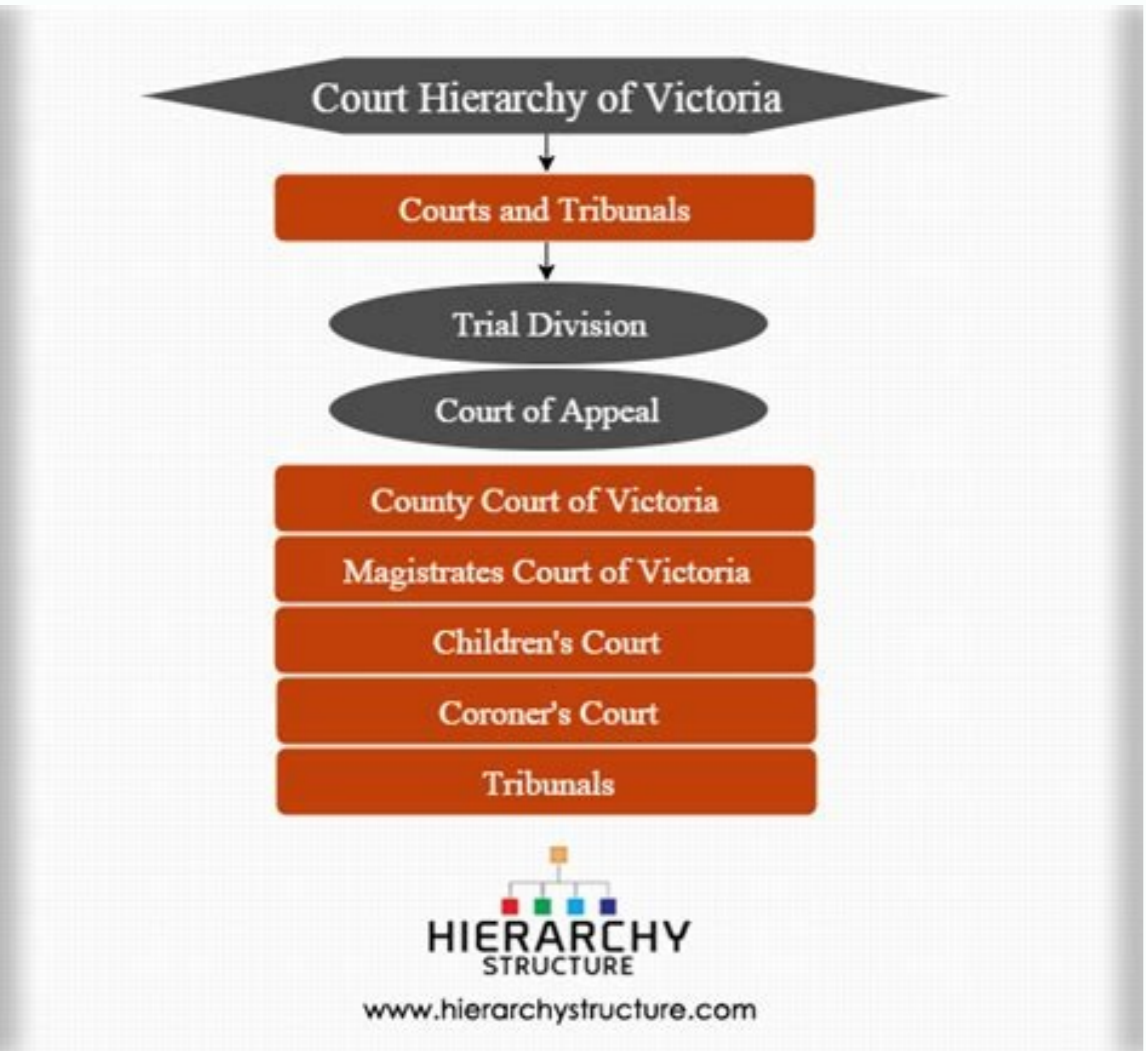 Court Hierarchy of Victoria
Courts and Tribunals
Trial Division
Court of Appeal
County Court of Victoria
Magistrates Court of Victoria
Children's Court
Coroner's Court
Tribunals
HIERARCHY
STRUCTURE
www.hierarchystructure.com